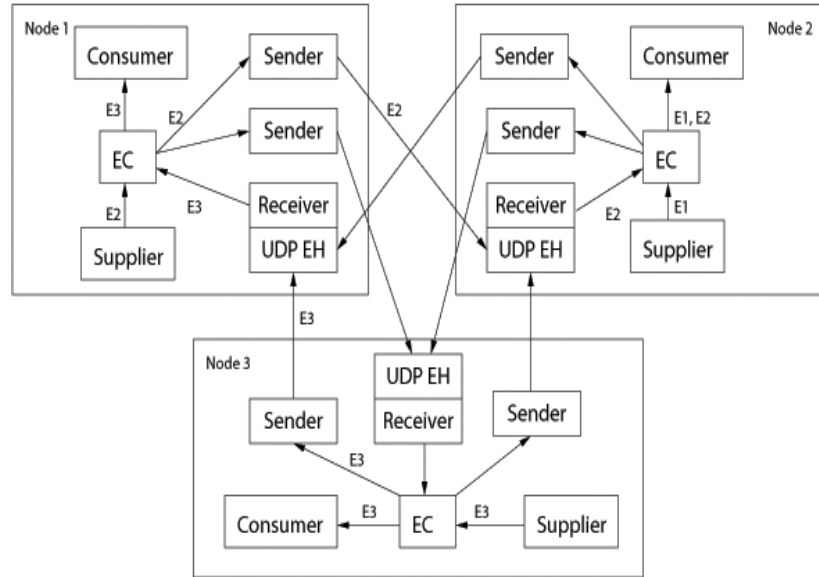 Node 1
Consumer
Sender
E3
E2
Sender
EC
E2
E3
Receiver
Supplier
UDP EH
E2
Node 2
Sender
Consumer
E1, E2
Sender
EC
Receiver
E2
E1
UDP EH
Supplier
E3
Node 3
UDP EH
Sender
Receiver
Sender
E3
Consumer
E3
EC
E3
Supplier